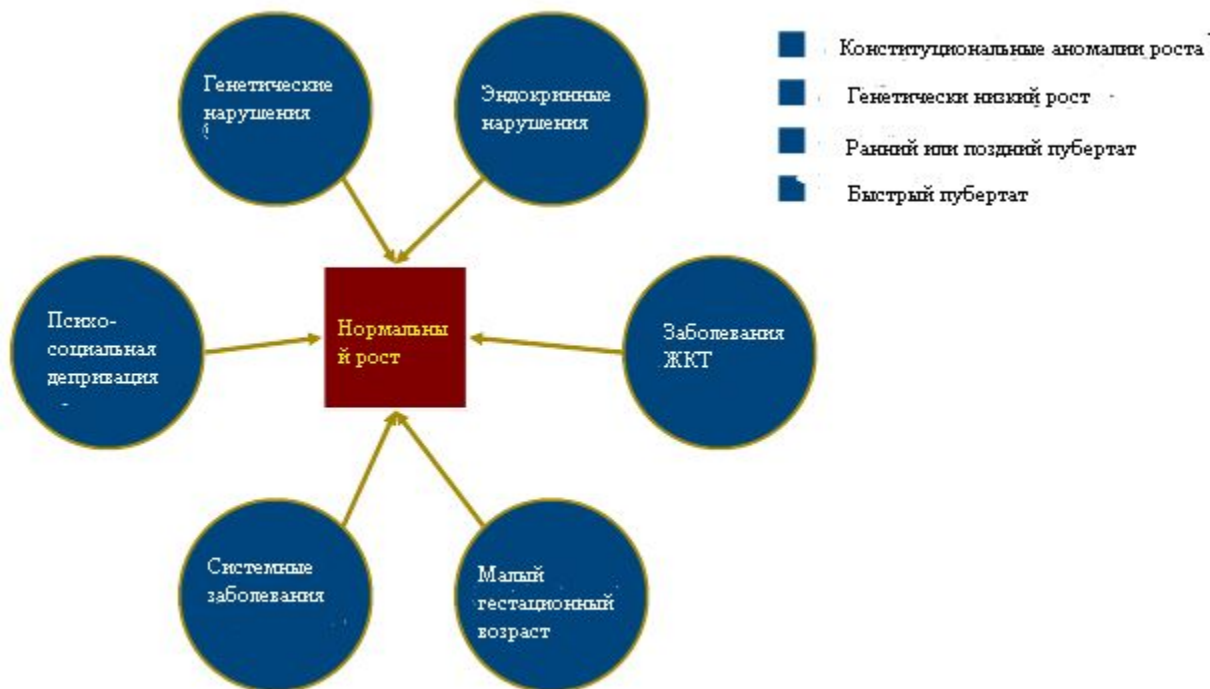 Генетические
нарушения
(
Эндокринные
нарушения
Конституциональные аномалии роста
Генетически низкий рост
Ранний или поздний пубертат
Быстрый пубертат
Психо-
социальная
депривация
Нормальны
й рост
Заболевания
ЖКТ
Системные
заболевания
Малый
гестационный
возраст